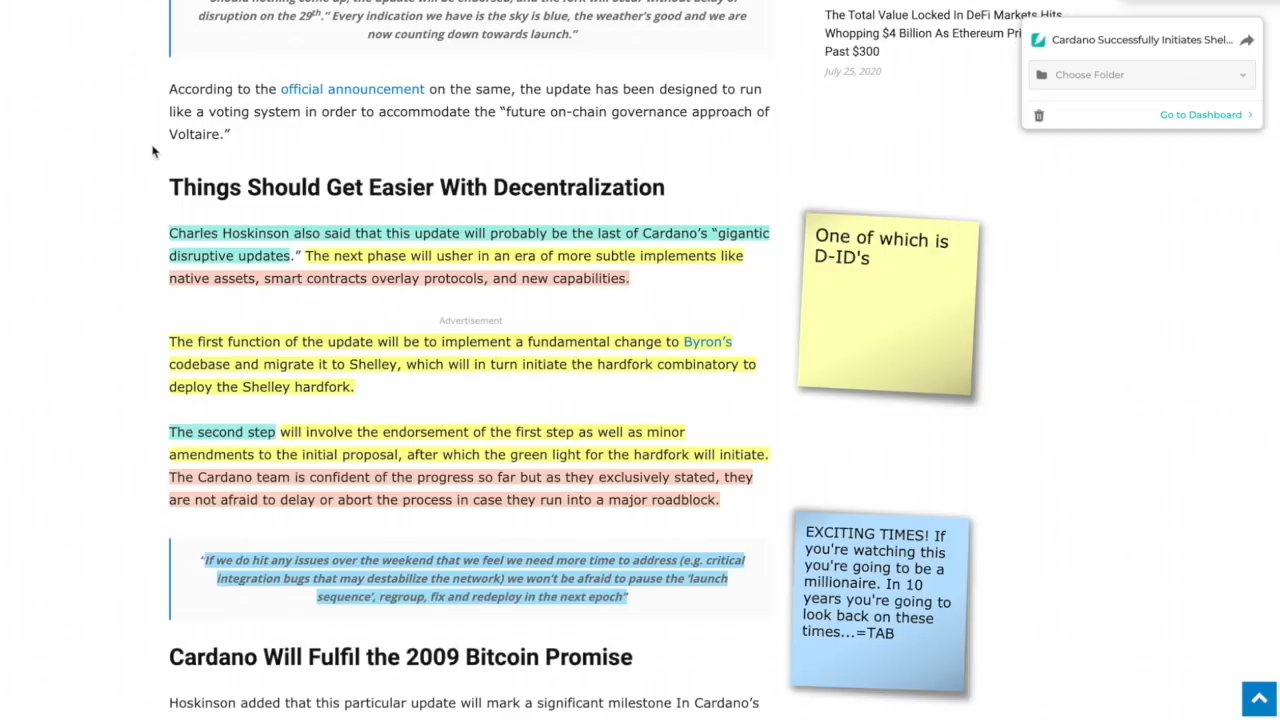 “Should nothing come up, the update will be endorsed, and the fork will occur without delay or
disruption on the 29th.” Every indication we have is the sky is blue, the weather’s good and we are
now counting down towards launch.”
According to the official announcement on the same, the update has been designed to run
like a voting system in order to accommodate the “future on-chain governance approach of
Voltaire.”
Things Should Get Easier With Decentralization
Charles Hoskinson also said that this update will probably be the last of Cardano’s “gigantic
disruptive updates.” The next phase will usher in an era of more subtle implements like
native assets, smart contracts overlay protocols, and new capabilities.
Advertisement
The first function of the update will be to implement a fundamental change to Byron’s
codebase and migrate it to Shelley, which will in turn initiate the hardfork combinatory to
deploy the Shelley hardfork.
The second step will involve the endorsement of the first step as well as minor
amendments to the initial proposal, after which the green light for the hardfork will initiate.
The Cardano team is confident of the progress so far but as they exclusively stated, they
are not afraid to delay or abort the process in case they run into a major roadblock.
“If we do hit any issues over the weekend that we feel we need more time to address (e.g. critical
integration bugs that may destabilize the network) we won’t be afraid to pause the ‘launch
sequence’, regroup, fix and redeploy in the next epoch”
Cardano Will Fulfil the 2009 Bitcoin Promise
Hoskinson added that this particular update will mark a significant milestone In Cardano’s
The Total Value Locked In DeFi Markets Hits
Whopping $4 Billion As Ethereum Pri
Past $300
July 25, 2020
Cardano Successfully Initiates Shel...
Choose Folder
Go to Dashboard
One of which is
D-ID's
EXCITING TIMES! If
you're watching this
you're going to be a
millionaire. In 10
years you're going to
look back on these
times...=TAB